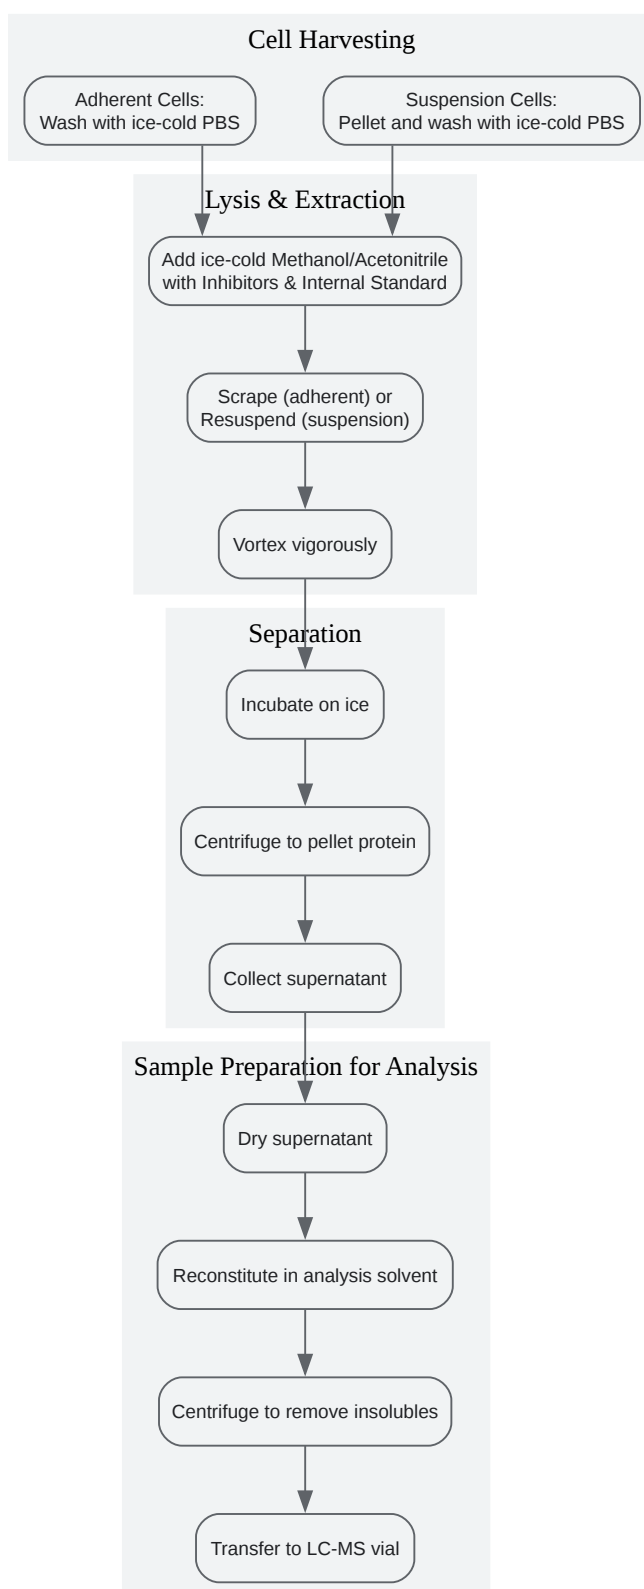 Cell Harvesting
Adherent Cells:
Wash with ice-cold PBS
Suspension Cells:
Pellet and wash with ice-cold PBS
Lysis & Extraction
Add ice-cold Methanol/Acetonitrile
with Inhibitors & Internal Standard
Scrape (adherent) or
Resuspend (suspension)
Vortex vigorously
Separation
Incubate on ice
Centrifuge to pellet protein
Collect supernatant
Sample Preparation for Analysis
Dry supernatant
Reconstitute in analysis solvent
Centrifuge to remove insolubles
Transfer to LC-MS vial